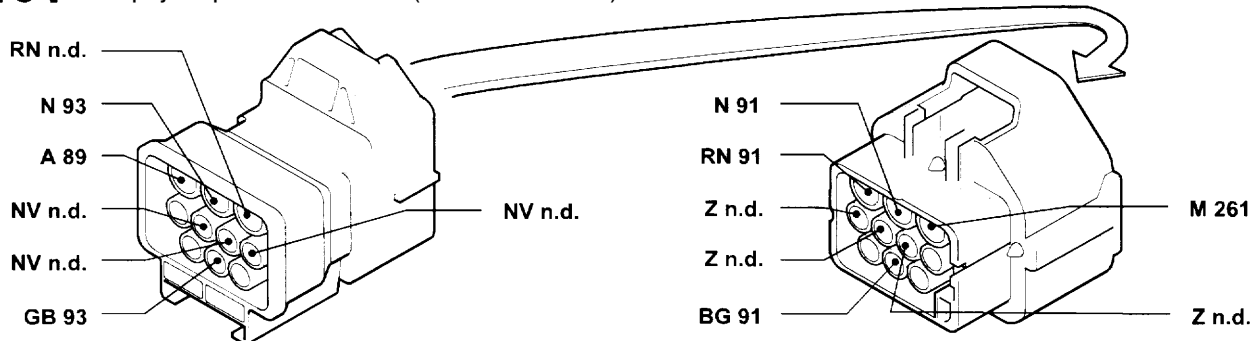 RN n.d.
N 93
A 89
NV n.d.
NV n.d.
GB 93
NV n.d.
N 91
RN 91
Z n.d.
Z n.d.
BG 91
M 261
Z n.d.